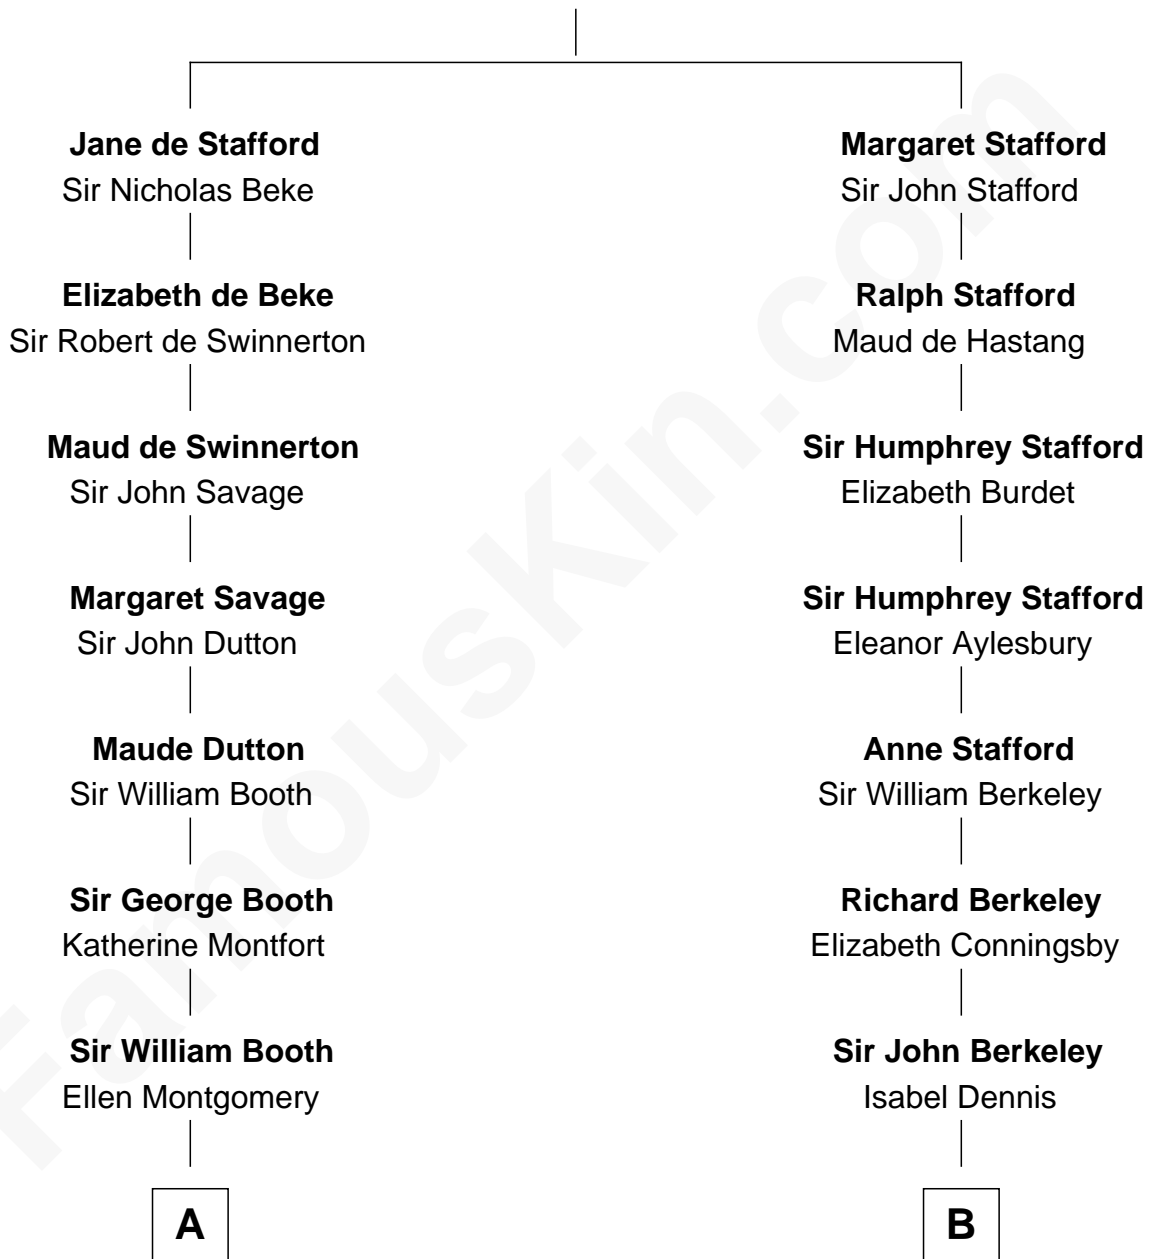 Jane de Stafford
Sir Nicholas Beke
Margaret Stafford
Sir John Stafford
Elizabeth de Beke
Sir Robert de Swinnerton
Ralph Stafford
Maud de Hastang
Maud de Swinnerton
Sir John Savage
Sir Humphrey Stafford
Elizabeth Burdet
Margaret Savage
Sir John Dutton
Sir Humphrey Stafford
Eleanor Aylesbury
Maude Dutton
Sir William Booth
Anne Stafford
Sir William Berkeley
Sir George Booth
Katherine Montfort
Richard Berkeley
Elizabeth Conningsby
Sir William Booth
Ellen Montgomery
Sir John Berkeley
Isabel Dennis
A
B
FamousKin.com